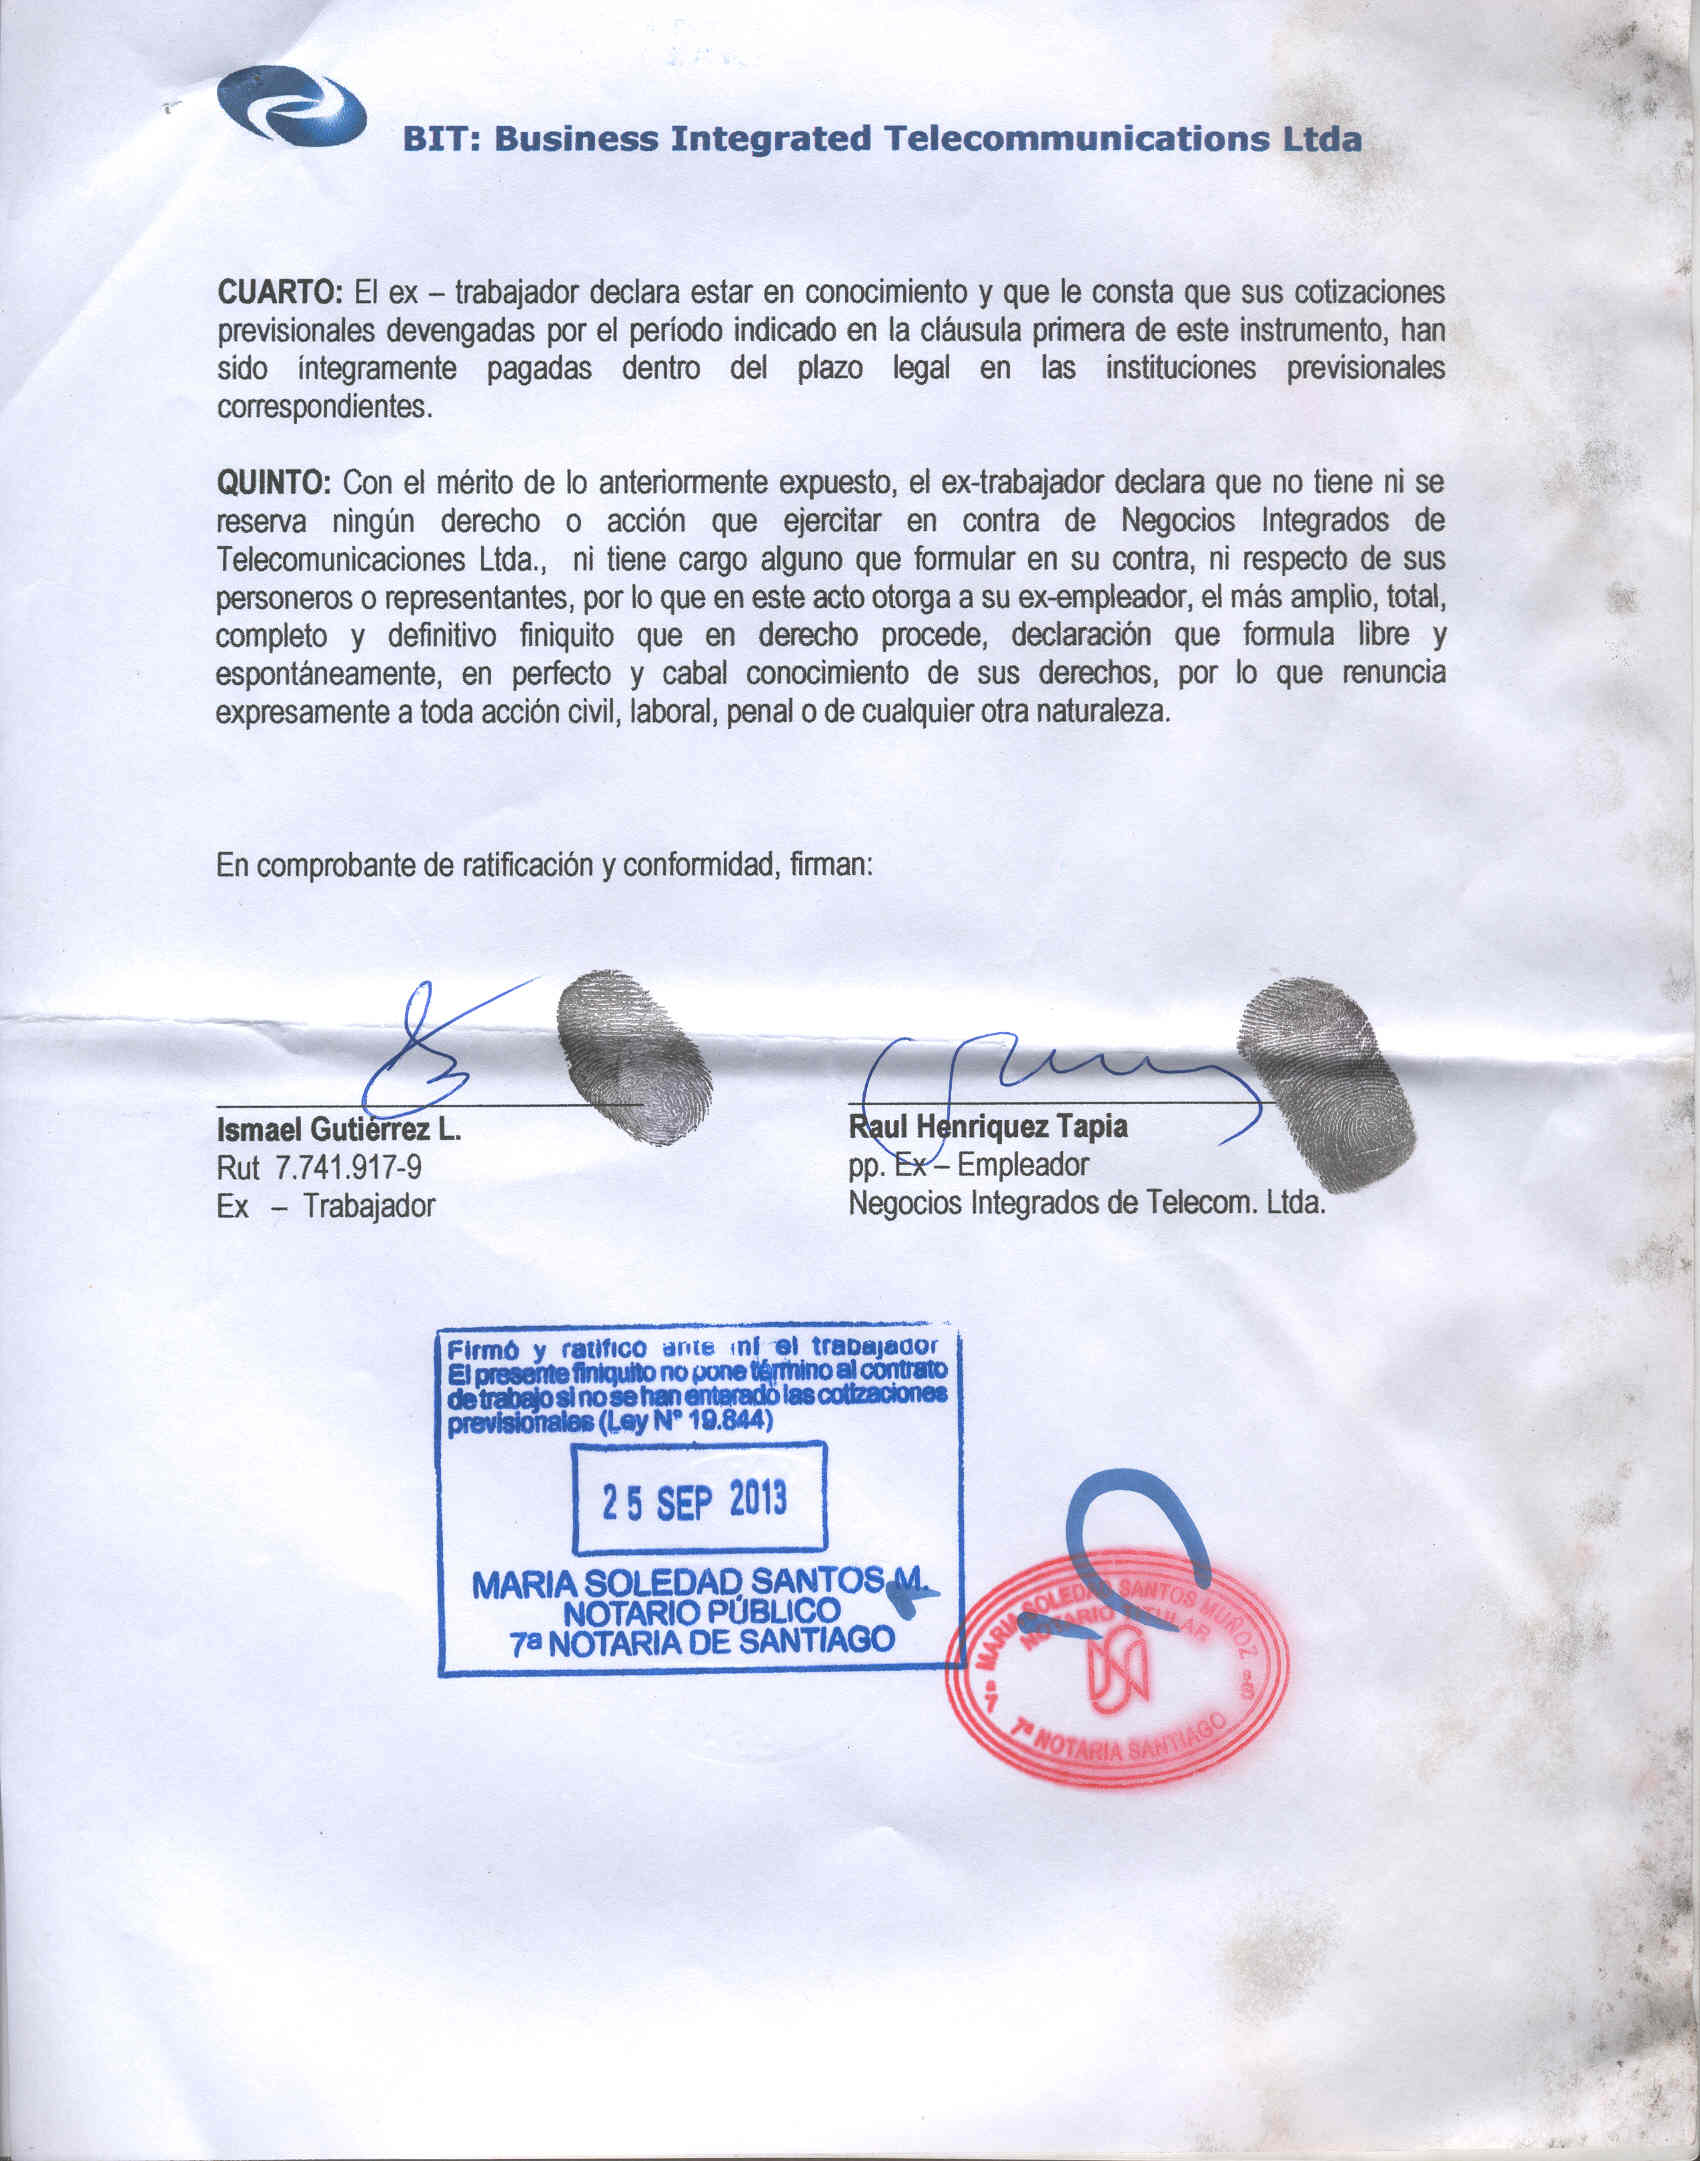 BIT: Business Integrated Telecommunications Ltda
CUARTO: El ex – trabajador declara estar en conocimiento y que le consta que sus cotizaciones
previsionales devengadas por el período indicado en la cláusula primera de este instrumento, han
sido íntegramente pagadas dentro del plazo legal en las instituciones previsionales
correspondientes.
QUINTO: Con el mérito de lo anteriormente expuesto, el ex-trabajador declara que no tiene ni se
reserva ningún derecho o acción que ejercitar en contra de Negocios Integrados de
Telecomunicaciones Ltda., ni tiene cargo alguno que formular en su contra, ni respecto de sus
personeros o representantes, por lo que en este acto otorga a su ex-empleador, el más amplio, total,
completo y definitivo finiquito que en derecho procede, declaración que formula libre y
espontáneamente, en perfecto y cabal conocimiento de sus derechos, por lo que renuncia
expresamente a toda acción civil, laboral, penal o de cualquier otra naturaleza.
En comprobante de ratificación y conformidad, firman:
Ismael Gutiérrez L.
Rut 7.741.917-9
Ex – Trabajador
Raul Henriquez Tapia
pp. Ex – Empleador
Negocios Integrados de Telecom. Ltda.
Firmó y ratifico ante mí el trabajador
El presente finiquito no pone término al contrato
de trabajo si no se han enterado las cotizaciones
previsionales (Ley N° 19.844)
25 SEP 2013
MARIA SOLEDAD SANTOS M.
NOTARIO PÚBLICO
7ª NOTARIA DE SANTIAGO
MARIA SOLEDAD SANTOS MUÑOZ
NOTARIO TITULAR
7ª NOTARIA SANTIAGO